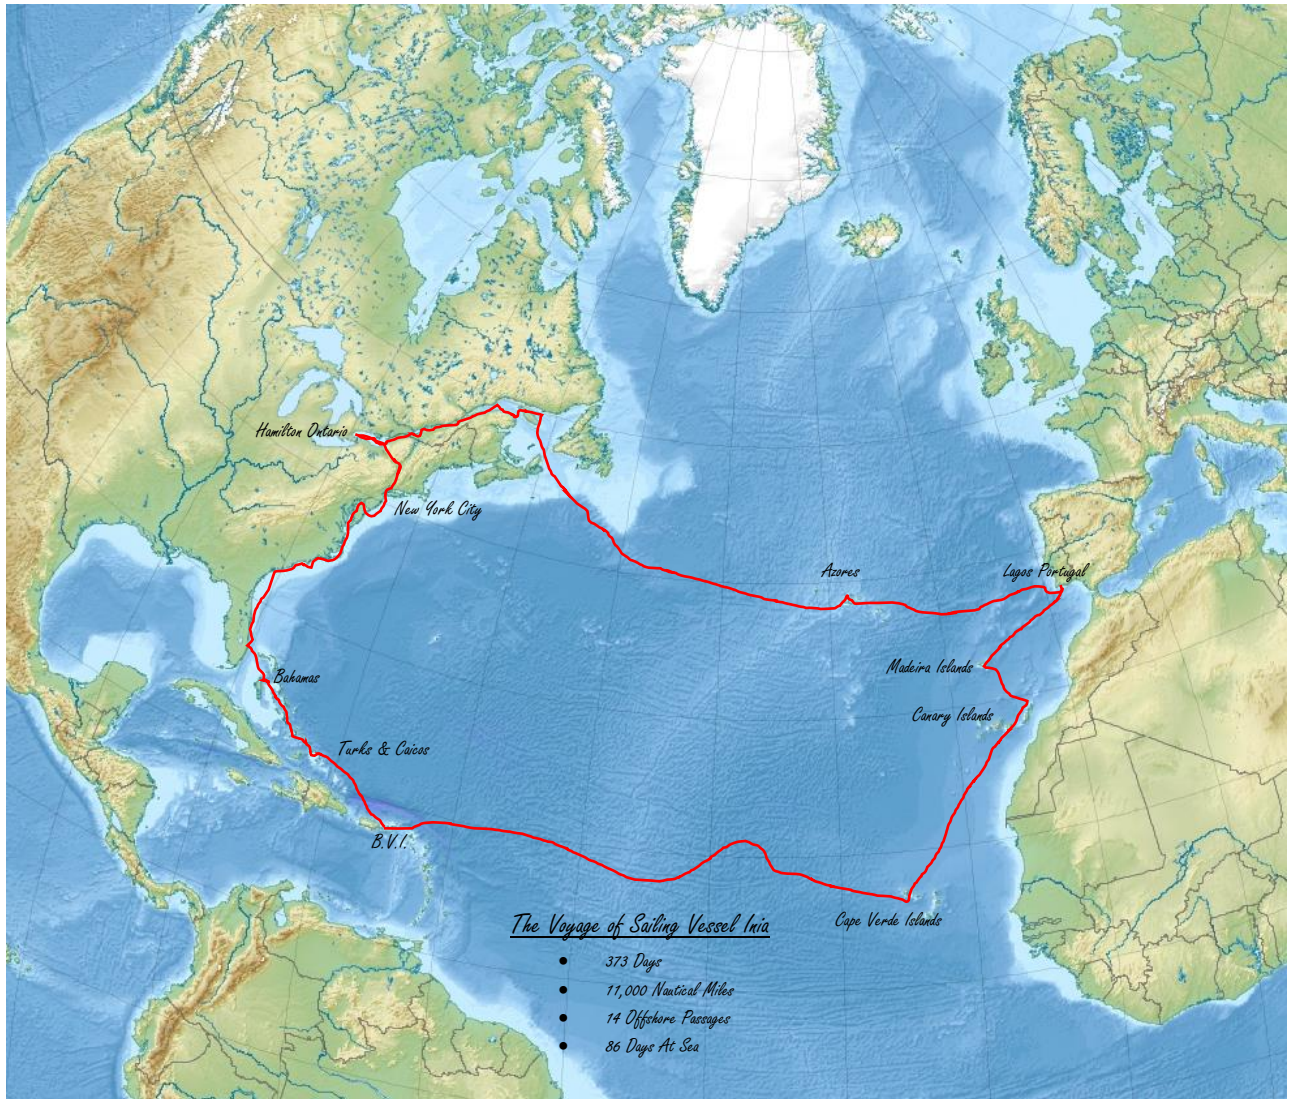 Hamilton Ontario
New York City
Azores
Lagos Portugal
Madeira Islands
Bahamas
Canary Islands
Turks & Caicos
B.V.I.
Cape Verde Islands
The Voyage of Sailing Vessel Inia
• 373 Days
• 11,000 Nautical Miles
• 14 Offshore Passages
• 86 Days At Sea